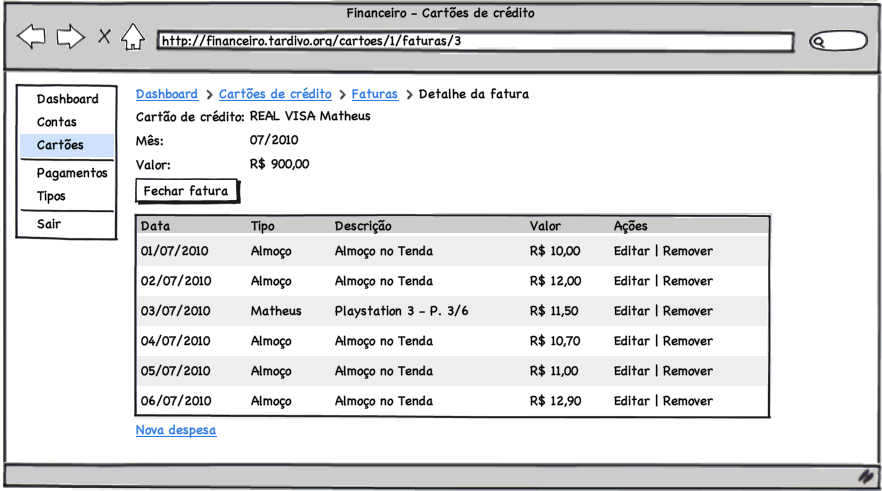 Financeiro – Cartões de crédito
http://financeiro.tardivo.org/cartoes/1/faturas/3
Dashboard
Contas
Cartões
Pagamentos
Tipos
Sair
Dashboard > Cartões de crédito > Faturas > Detalhe da fatura
Cartão de crédito: REAL VISA Matheus
Mês: 07/2010
Valor: R$ 900,00
Fechar fatura
Data Tipo Descrição Valor Ações
01/07/2010 Almoço Almoço no Tenda R$ 10,00 Editar | Remover
02/07/2010 Almoço Almoço no Tenda R$ 12,00 Editar | Remover
03/07/2010 Matheus Playstation 3 – P. 3/6 R$ 11,50 Editar | Remover
04/07/2010 Almoço Almoço no Tenda R$ 10,70 Editar | Remover
05/07/2010 Almoço Almoço no Tenda R$ 11,00 Editar | Remover
06/07/2010 Almoço Almoço no Tenda R$ 12,90 Editar | Remover
Nova despesa